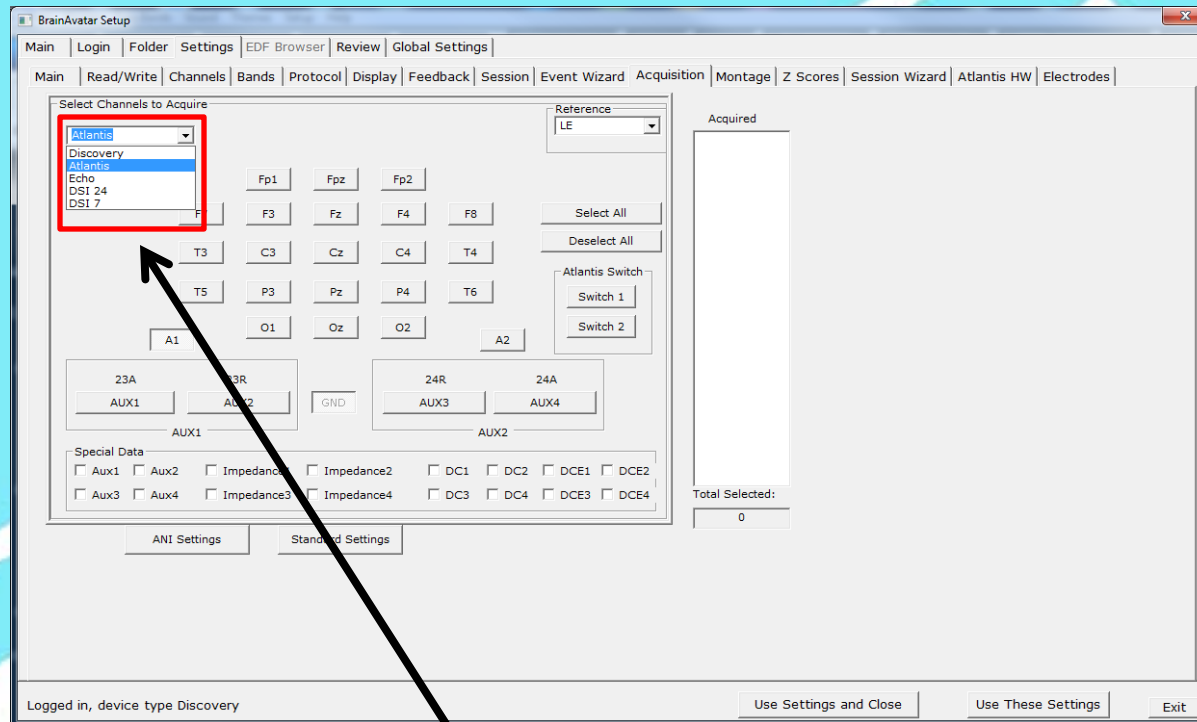 BrainAvatar Setup
Main Login Folder Settings EDF Browser Review Global Settings
Main Read/Write Channels Bands Protocol Display Feedback Session Event Wizard Acquisition Montage Z Scores Session Wizard Atlantis HW Electrodes
Select Channels to Acquire
Reference
Atlantis
LE
Acquired
Discovery
Atlantis
Echo
DSI 24
DSI 7
Fp1 Fpz Fp2
F3 Fz F4 F8
Select All
Deselect All
T3 C3 Cz C4 T4
Atlantis Switch
T5 P3 Pz P4 T6
Switch 1
O1 Oz O2
Switch 2
A1 A2
23A 23R 24R 24A
AUX1 AUX2 GND AUX3 AUX4
AUX1 AUX2
Special Data
Aux1 Aux2 Impedance1 Impedance2 DC1 DC2 DCE1 DCE2
Aux3 Aux4 Impedance3 Impedance4 DC3 DC4 DCE3 DCE4
Total Selected:
0
ANI Settings Standard Settings
Logged in, device type Discovery
Use Settings and Close Use These Settings Exit